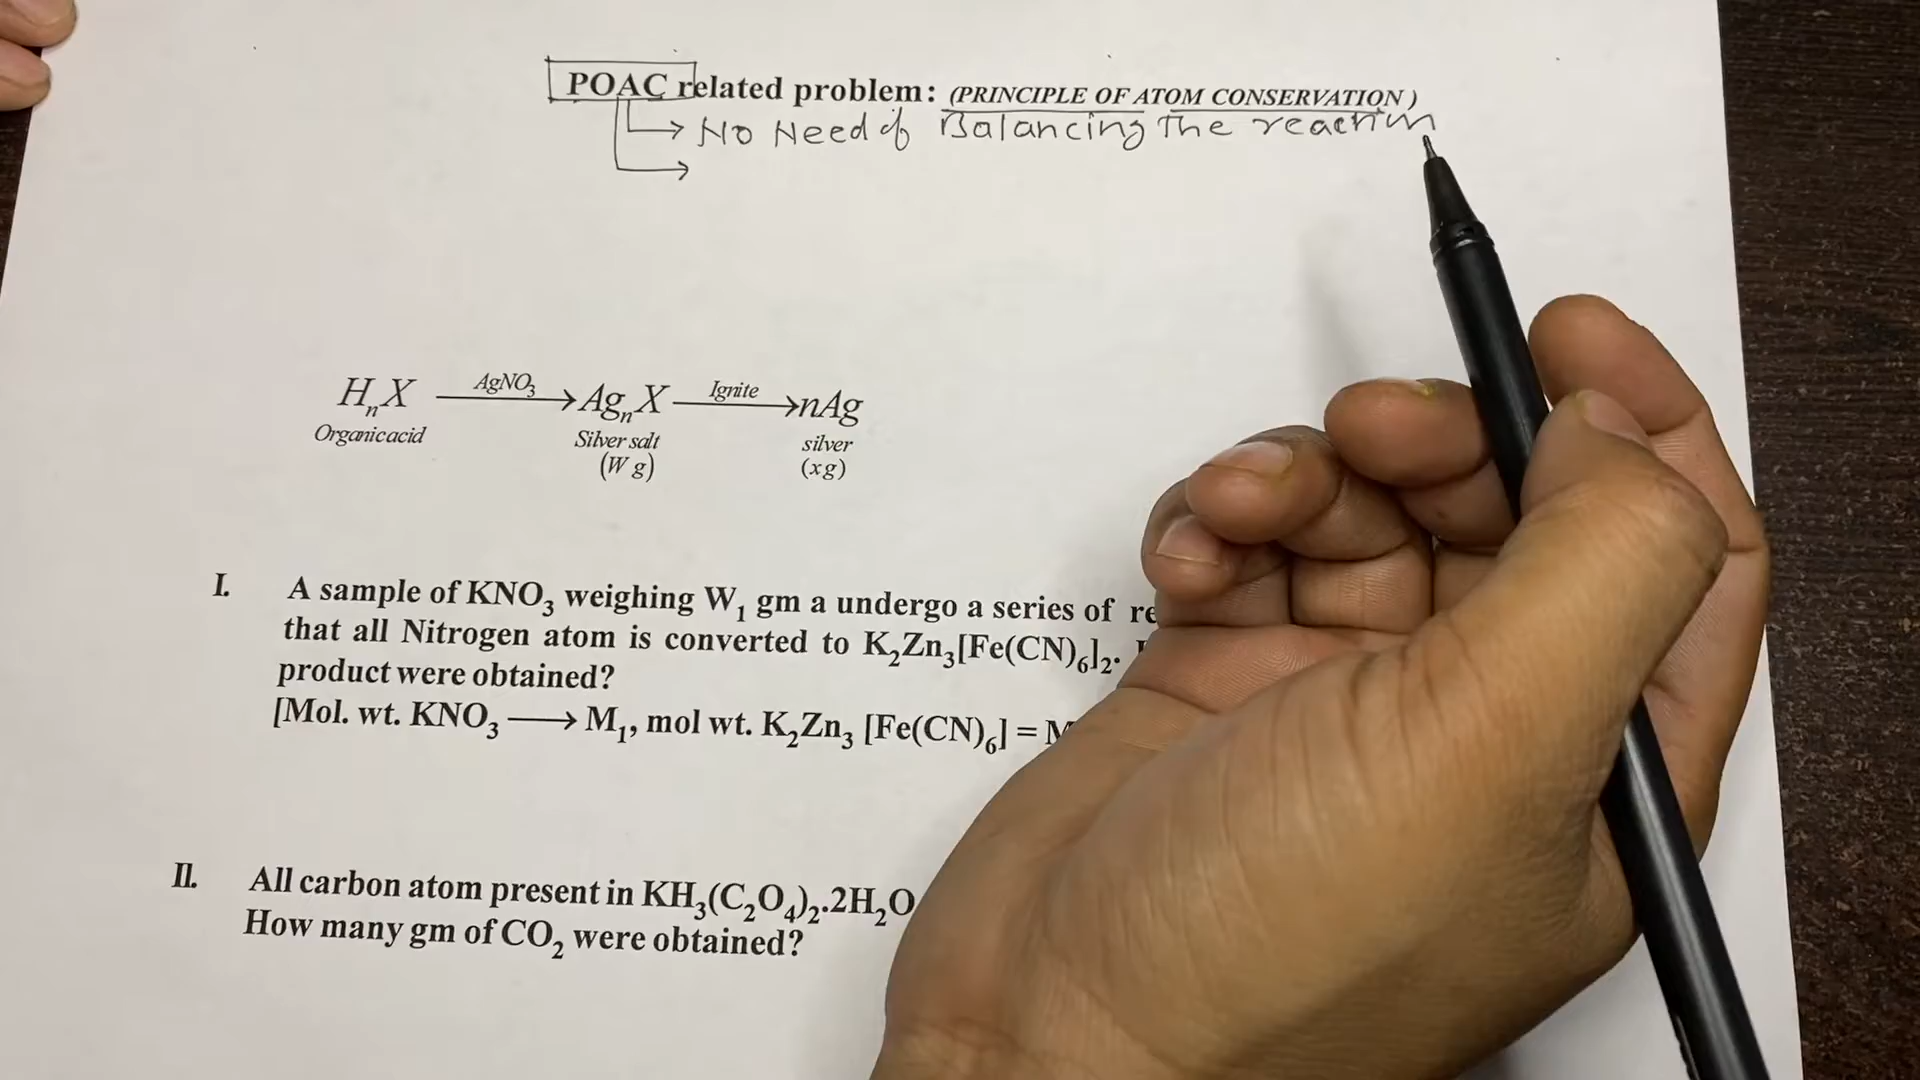 POAC related problem: (PRINCIPLE OF ATOM CONSERVATION)
→ No Need of Balancing The reaction
→
HₙX —AgNO₃→ AgₙX —Ignite→ nAg
Organic acid Silver salt silver
(W g) (xg)
I. A sample of KNO₃ weighing W₁ gm a undergo a series of
that all Nitrogen atom is converted to K₂Zn₃[Fe(CN)₆]₂.
product were obtained?
[Mol. wt. KNO₃ ⟶ M₁, mol wt. K₂Zn₃ [Fe(CN)₆] =
II. All carbon atom present in KH₃(C₂O₄)₂.2H₂O
How many gm of CO₂ were obtained?